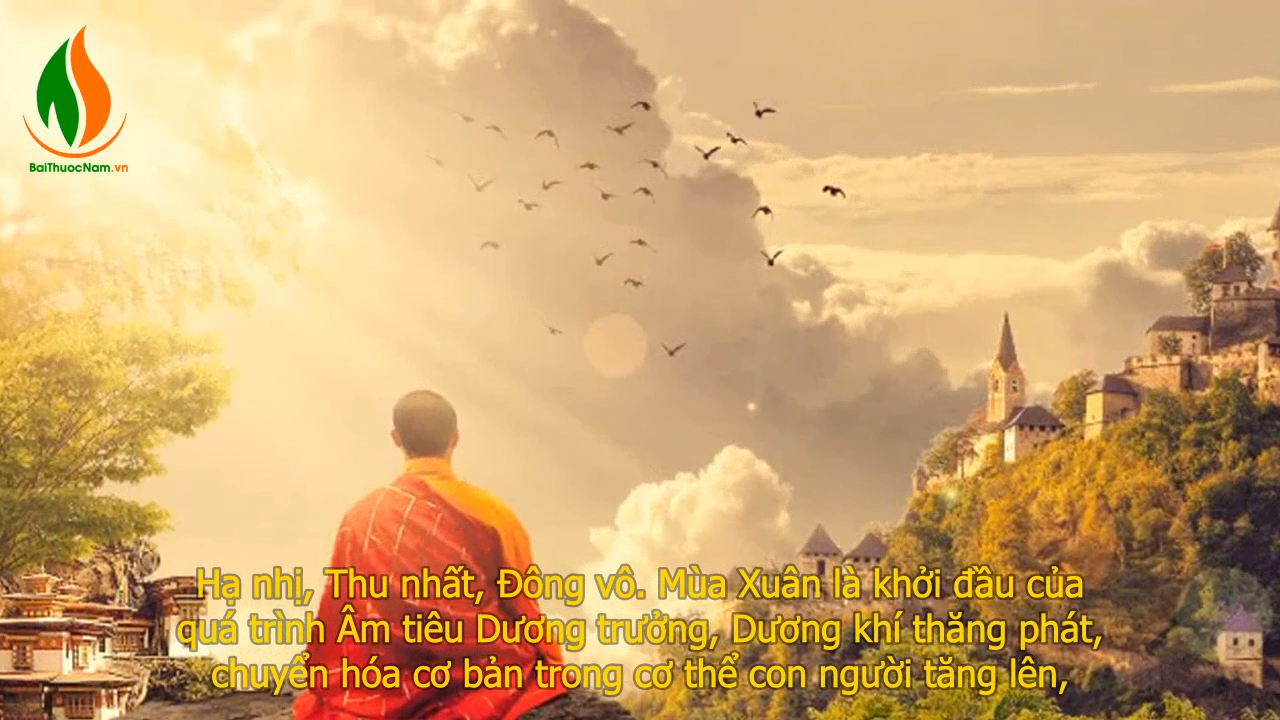 BaiThuocNam.vn
Hạ nhị, Thu nhất, Đông vô. Mùa Xuân là khởi đầu của
quá trình Âm tiêu Dương trưởng, Dương khí thăng phát,
chuyển hóa cơ bản trong cơ thể con người tăng lên,